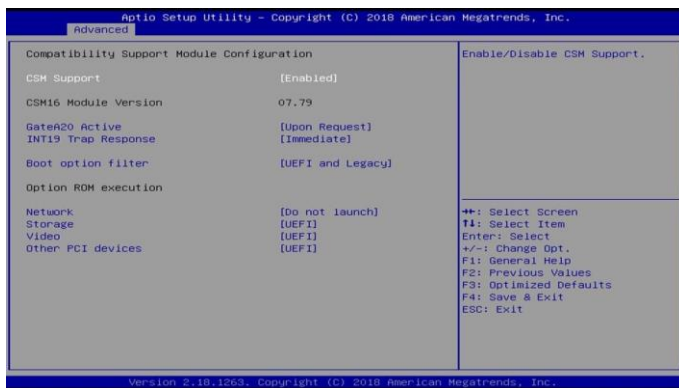 Aptio Setup Utility – Copyright (C) 2018 American Megatrends, Inc.
Advanced
Compatibility Support Module Configuration
CSM Support [Enabled]
CSM16 Module Version 07.79
GateA20 Active [Upon Request]
INT19 Trap Response [Immediate]
Boot option filter [UEFI and Legacy]
Option ROM execution
Network [Do not launch]
Storage [UEFI]
Video [UEFI]
Other PCI devices [UEFI]
Enable/Disable CSM Support.
→←: Select Screen
↑↓: Select Item
Enter: Select
+/-: Change Opt.
F1: General Help
F2: Previous Values
F3: Optimized Defaults
F4: Save & Exit
ESC: Exit
Version 2.18.1263. Copyright (C) 2018 American Megatrends, Inc.